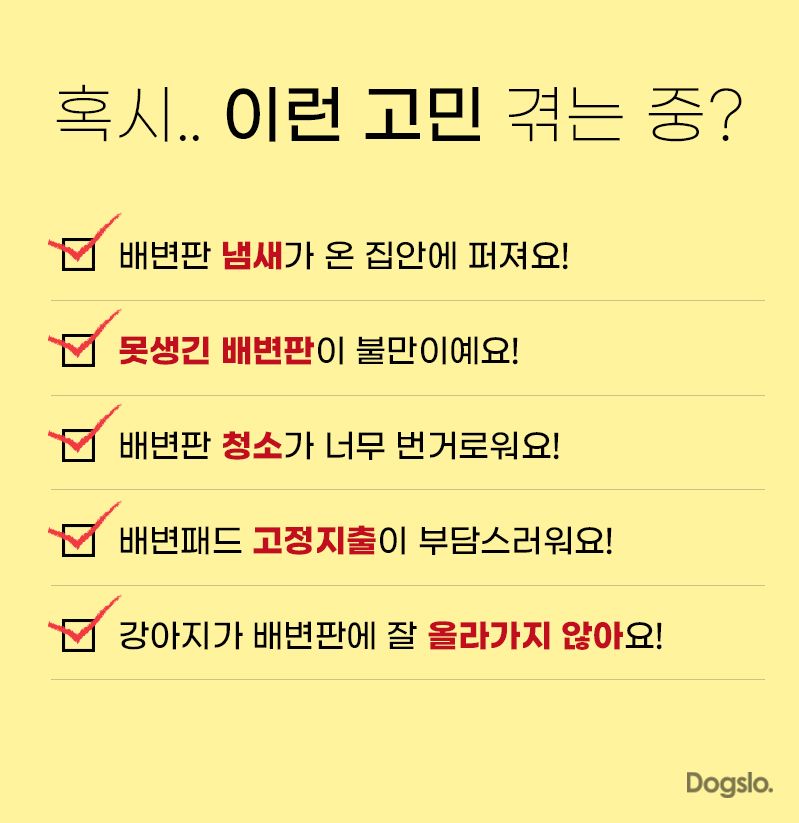 혹시.. 이런 고민 겪는 중?
배변판 냄새가 온 집안에 퍼져요!
못생긴 배변판이 불만이예요!
배변판 청소가 너무 번거로워요!
배변패드 고정지출이 부담스러워요!
강아지가 배변판에 잘 올라가지 않아요!
Dogslo.